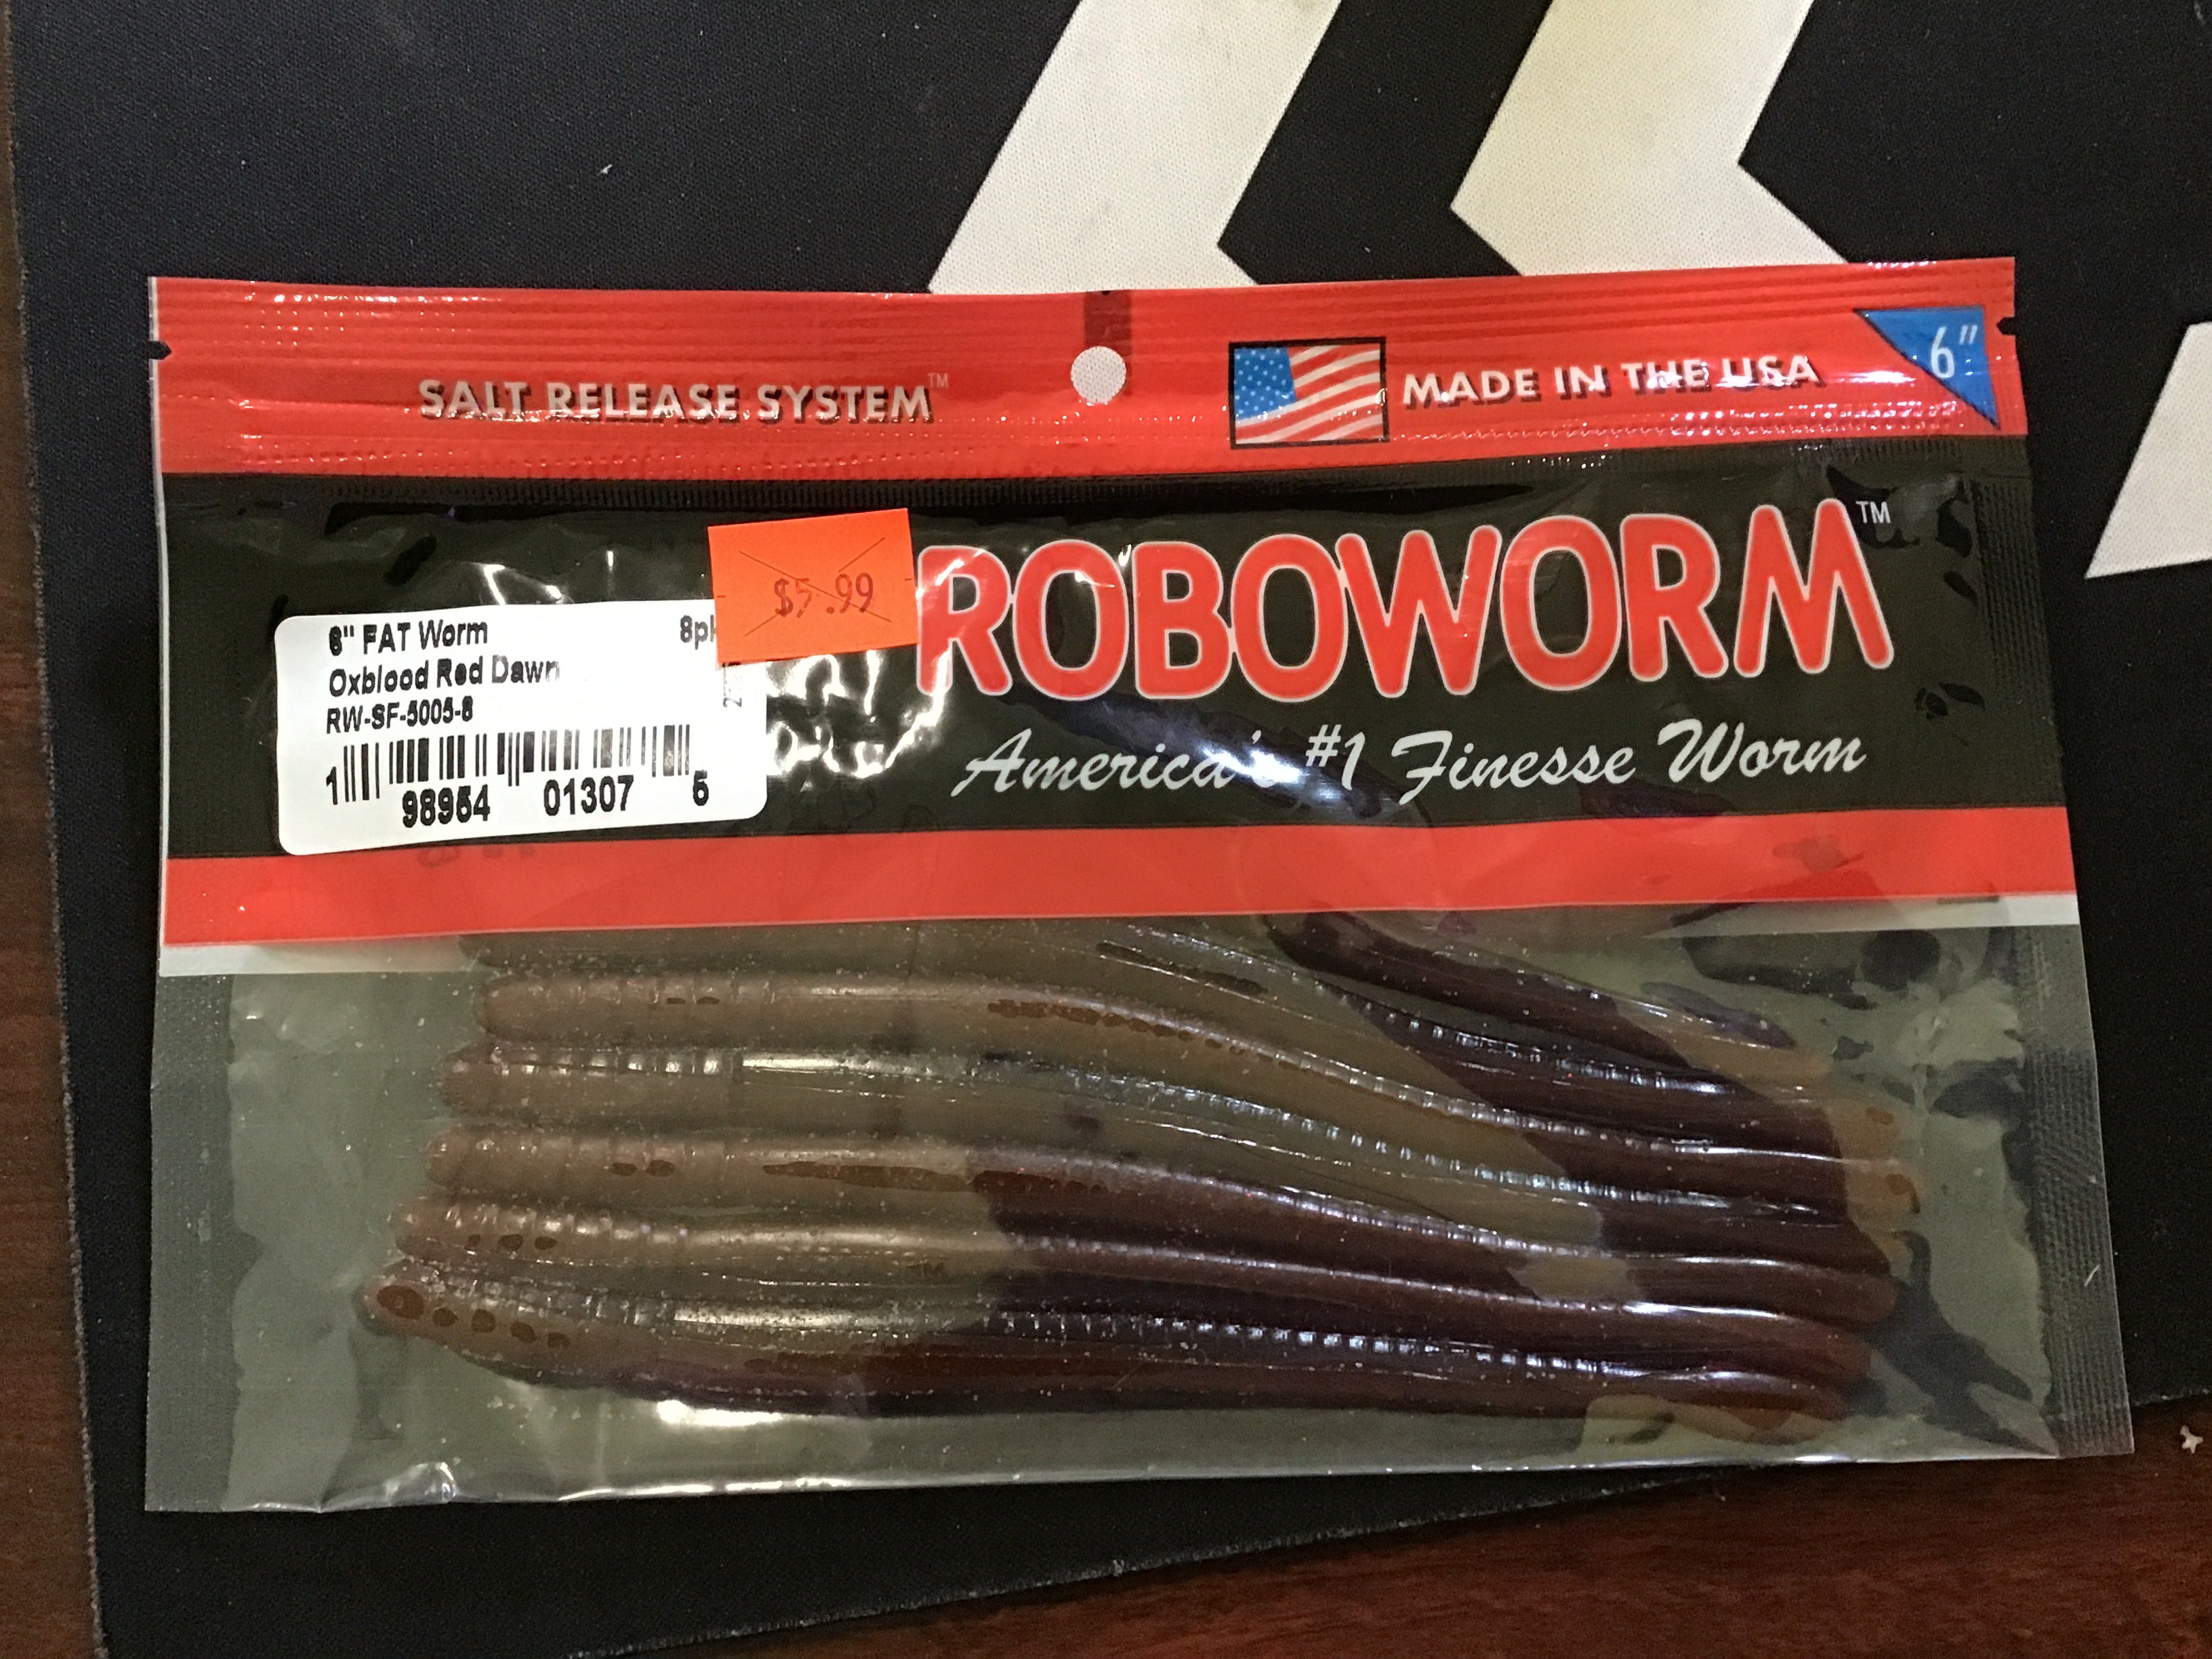 SALT RELEASE SYSTEM™
MADE IN THE USA
6"
$5.99
ROBOWORM™
America's #1 Finesse Worm
6" FAT Worm
Oxblood Red Dawn
RW-SF-5005-8
1 98954 01307 5